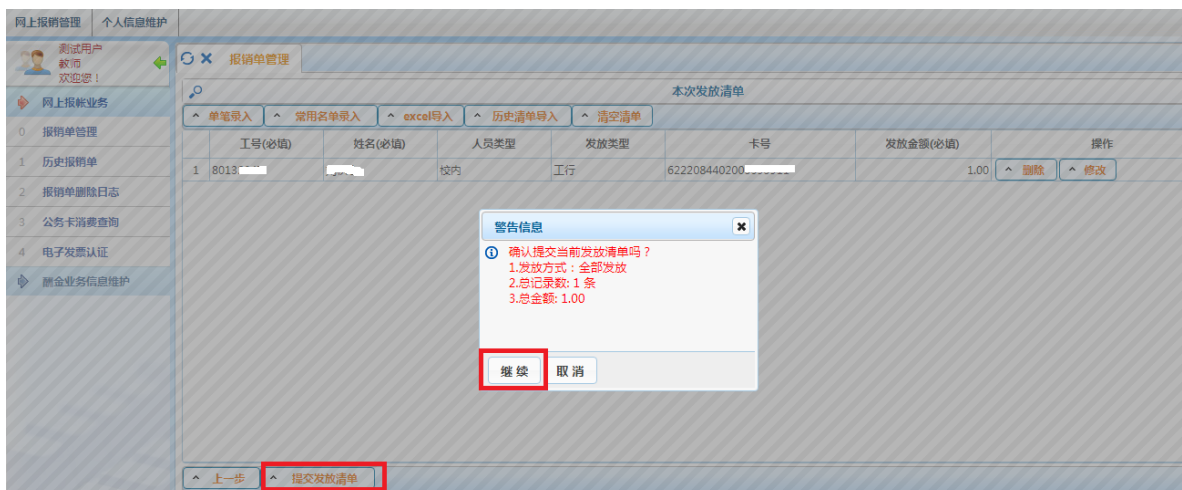 网上报销管理 个人信息维护
测试用户
教师
欢迎您！
报销单管理
网上报帐业务
0 报销单管理
1 历史报销单
2 报销单删除日志
3 公务卡消费查询
4 电子发票认证
酬金业务信息维护
本次发放清单
单笔录入 常用名单录入 excel导入 历史清单导入 清空清单
工号(必填) 姓名(必填) 人员类型 发放类型 卡号 发放金额(必填) 操作
1 8013 校内 工行 622208440200 1.00 删除 修改
警告信息
确认提交当前发放清单吗？
1.发放方式：全部发放
2.总记录数: 1 条
3.总金额: 1.00
继续 取消
上一步 提交发放清单